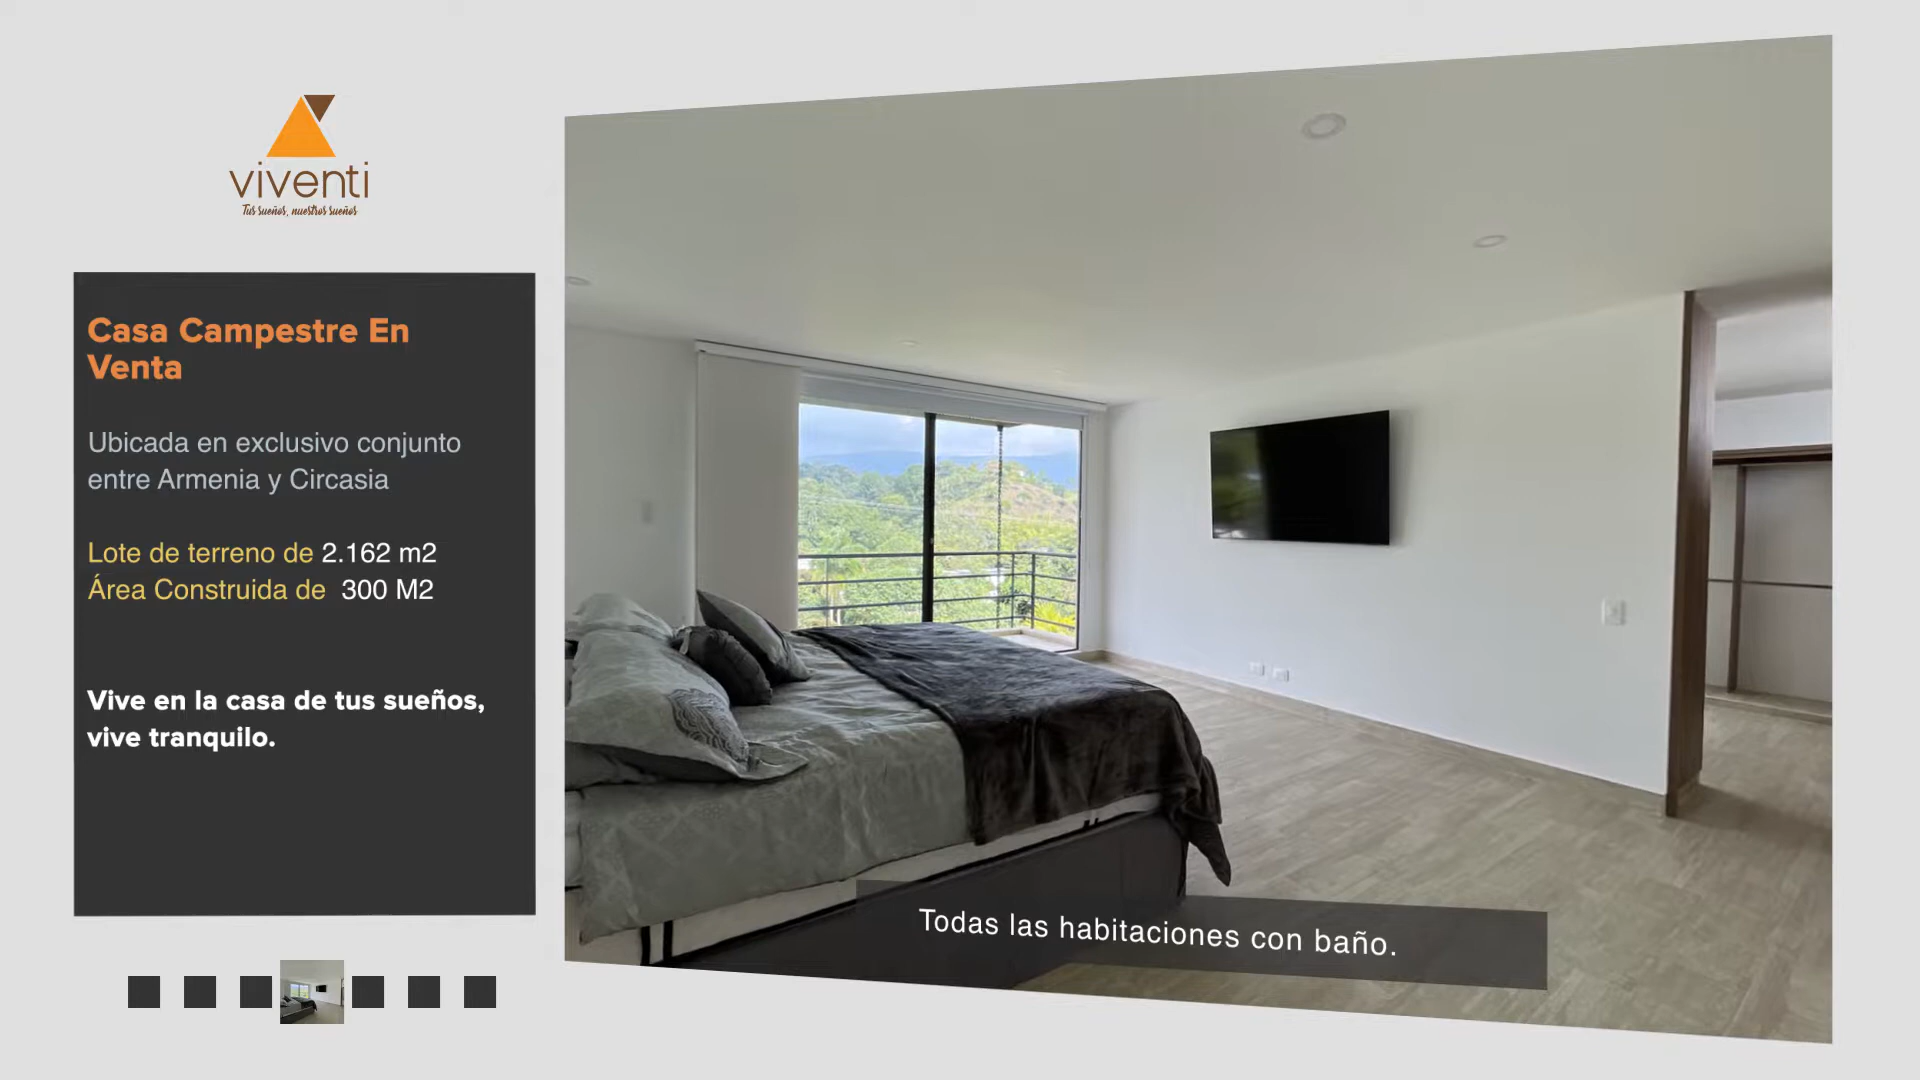 viventi
Tus sueños, nuestros sueños
Casa Campestre En
Venta
Ubicada en exclusivo conjunto
entre Armenia y Circasia
Lote de terreno de 2.162 m2
Área Construida de 300 M2
Vive en la casa de tus sueños,
vive tranquilo.
Todas las habitaciones con baño.